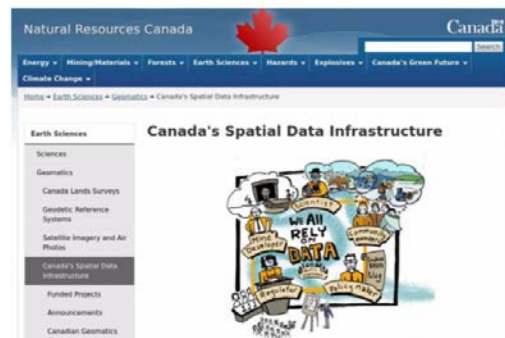 Natural Resources Canada
Canada
Search
Energy Mining/Materials Forests Earth Sciences Hazards Explosives Canada's Green Future
Climate Change
Home Earth Sciences Geomatics Canada's Spatial Data Infrastructure
Earth Sciences
Sciences
Geomatics
Canada Lands Surveys
Geodetic Reference
Systems
Satellite Imagery and Air
Photos
Canada's Spatial Data
Infrastructure
Funded Projects
Announcements
Canadian Geomatics
Canada's Spatial Data Infrastructure
Scientist
Mine
Developer
WE All
RELY
ON
DATA
Community
Member
Regulator
Policy Maker